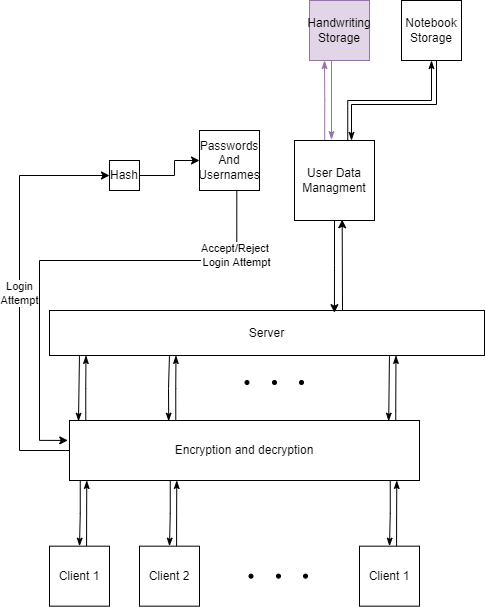 Handwriting
Storage
Notebook
Storage
Passwords
And
Usernames
Hash
User Data
Managment
Accept/Reject
Login Attempt
Login
Attempt
Server
Encryption and decryption
Client 1
Client 2
Client 1